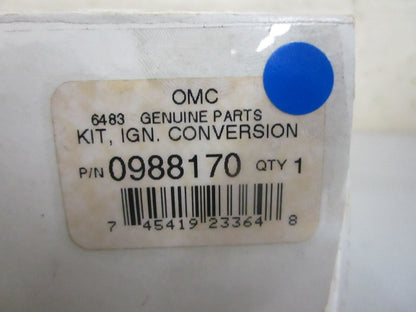 OMC
6483 GENUINE PARTS
KIT, IGN. CONVERSION
P/N 0988170 QTY 1
7 45419 23364 8